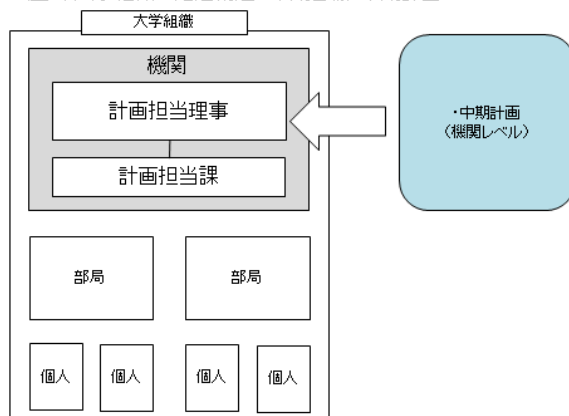 大学組織
機関
計画担当理事
計画担当課
・中期計画
（機関レベル）
部局
部局
個人
個人
個人
個人